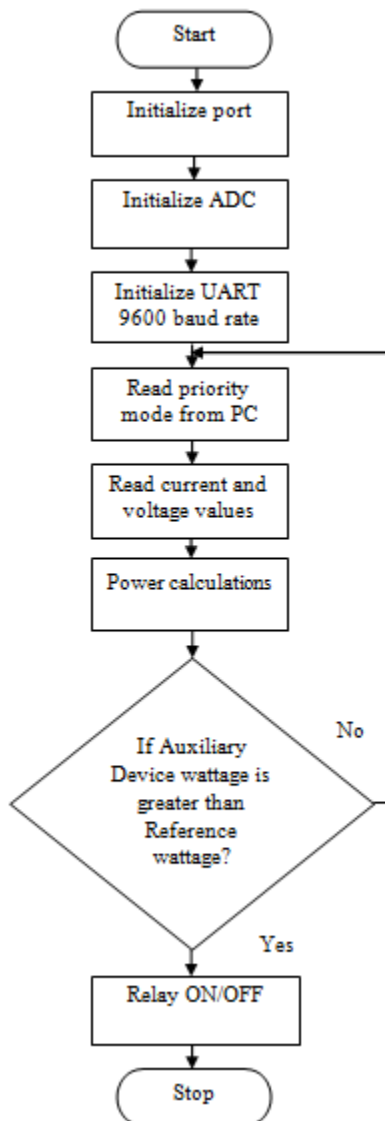 Start
Initialize port
Initialize ADC
Initialize UART
9600 baud rate
Read priority
mode from PC
Read current and
voltage values
Power calculations
If Auxiliary
Device wattage is
greater than
Reference
wattage?
No
Yes
Relay ON/OFF
Stop